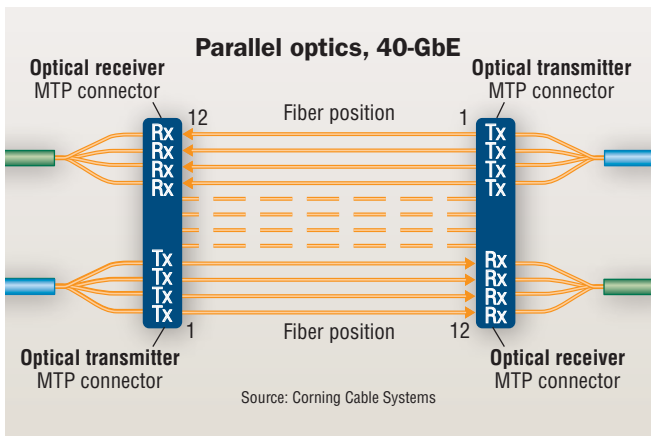 Parallel optics, 40-GbE
Optical receiver
MTP connector
Optical transmitter
MTP connector
12
Fiber position
1
Rx
Rx
Rx
Rx
Tx
Tx
Tx
Tx
Tx
Tx
Tx
Tx
Rx
Rx
Rx
Rx
1
Fiber position
12
Optical transmitter
MTP connector
Optical receiver
MTP connector
Source: Corning Cable Systems